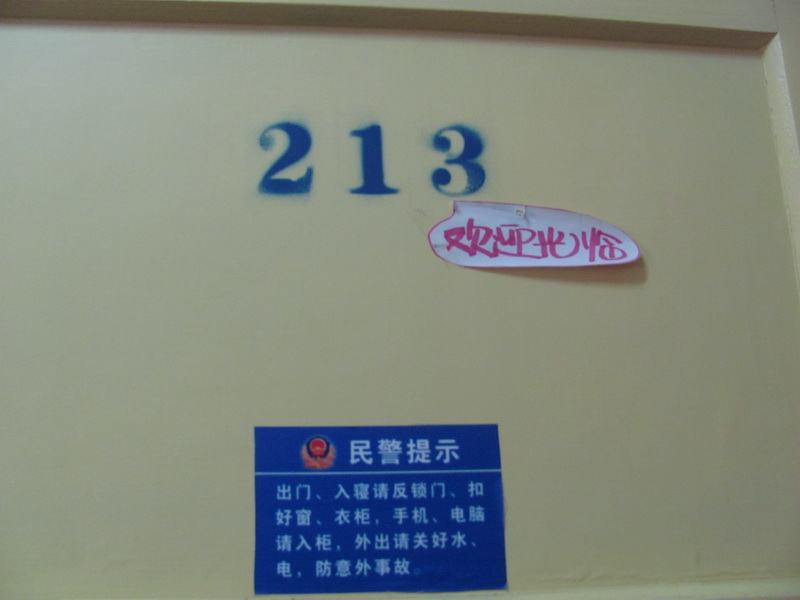 213
欢迎光临
民警提示
出门、入寝请反锁门、扣
好窗、衣柜，手机、电脑
请入柜，外出请关好水、
电，防意外事故。